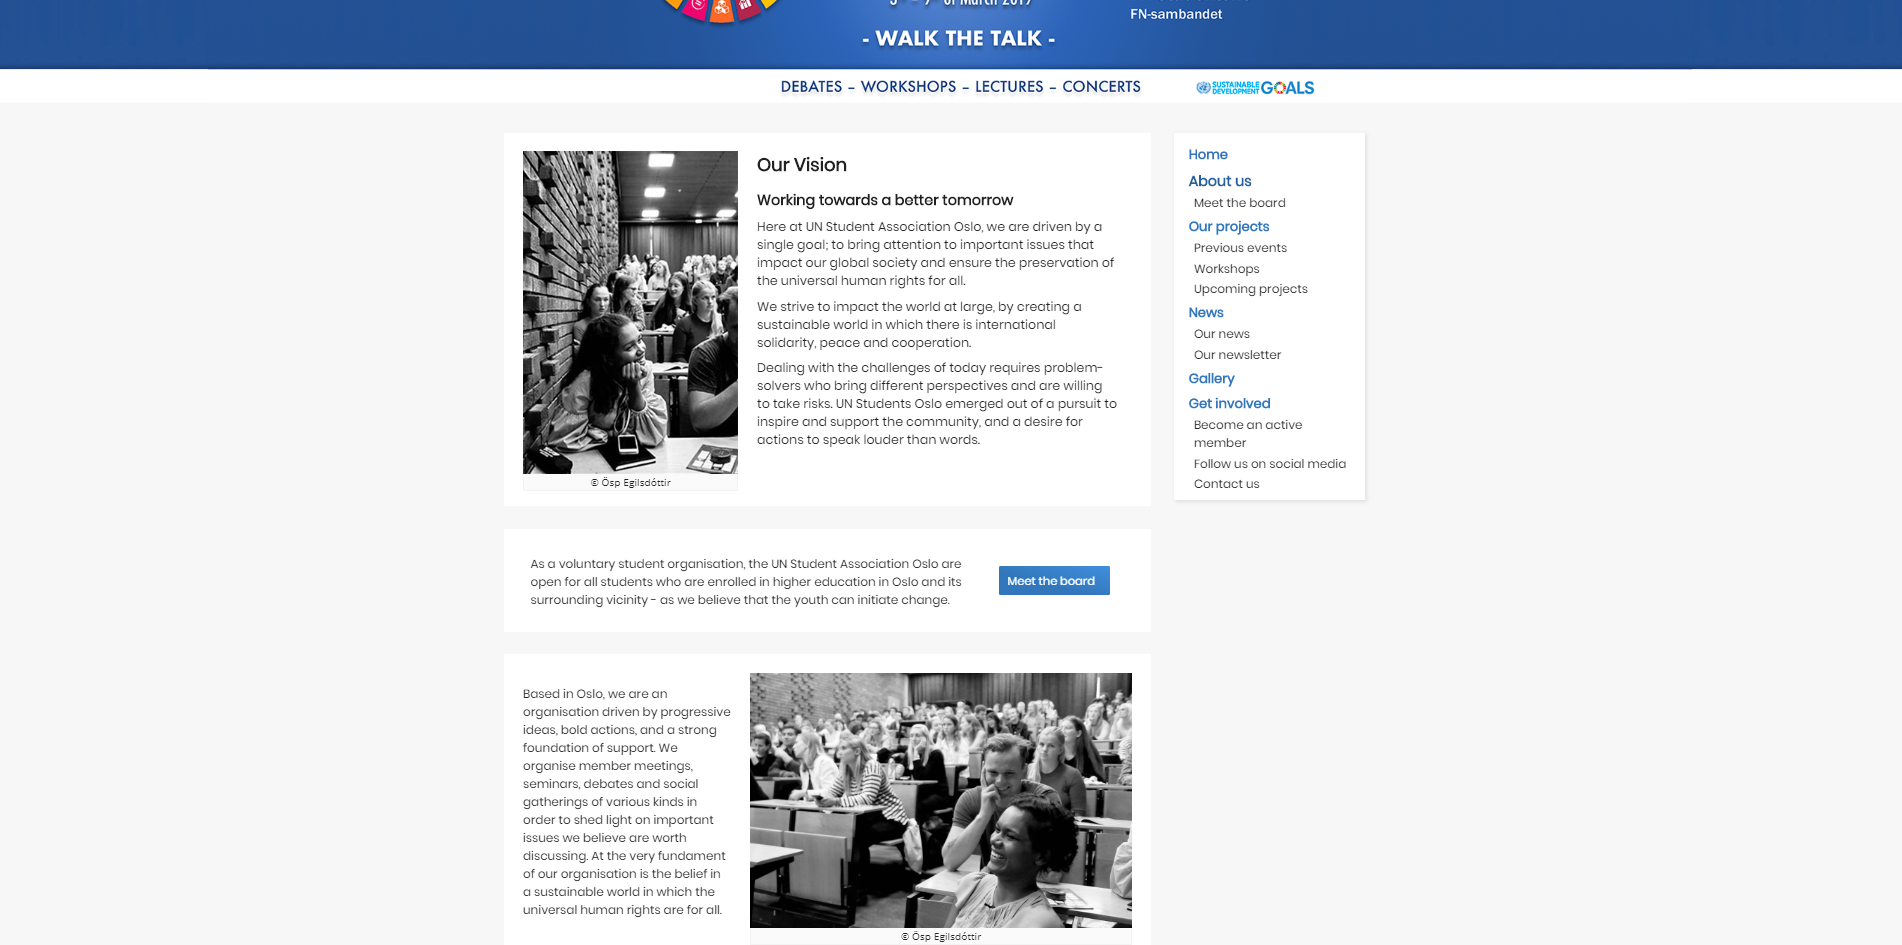 of March 2019
FN-sambandet
- WALK THE TALK -
DEBATES – WORKSHOPS – LECTURES – CONCERTS
SUSTAINABLE
DEVELOPMENT
GOALS
Our Vision
Working towards a better tomorrow
Here at UN Student Association Oslo, we are driven by a
single goal; to bring attention to important issues that
impact our global society and ensure the preservation of
the universal human rights for all.
We strive to impact the world at large, by creating a
sustainable world in which there is international
solidarity, peace and cooperation.
Dealing with the challenges of today requires problem-
solvers who bring different perspectives and are willing
to take risks. UN Students Oslo emerged out of a pursuit to
inspire and support the community, and a desire for
actions to speak louder than words.
© Ösp Egilsdóttir
As a voluntary student organisation, the UN Student Association Oslo are
open for all students who are enrolled in higher education in Oslo and its
surrounding vicinity - as we believe that the youth can initiate change.
Meet the board
Based in Oslo, we are an
organisation driven by progressive
ideas, bold actions, and a strong
foundation of support. We
organise member meetings,
seminars, debates and social
gatherings of various kinds in
order to shed light on important
issues we believe are worth
discussing. At the very fundament
of our organisation is the belief in
a sustainable world in which the
universal human rights are for all.
© Ösp Egilsdóttir
Home
About us
Meet the board
Our projects
Previous events
Workshops
Upcoming projects
News
Our news
Our newsletter
Gallery
Get involved
Become an active
member
Follow us on social media
Contact us